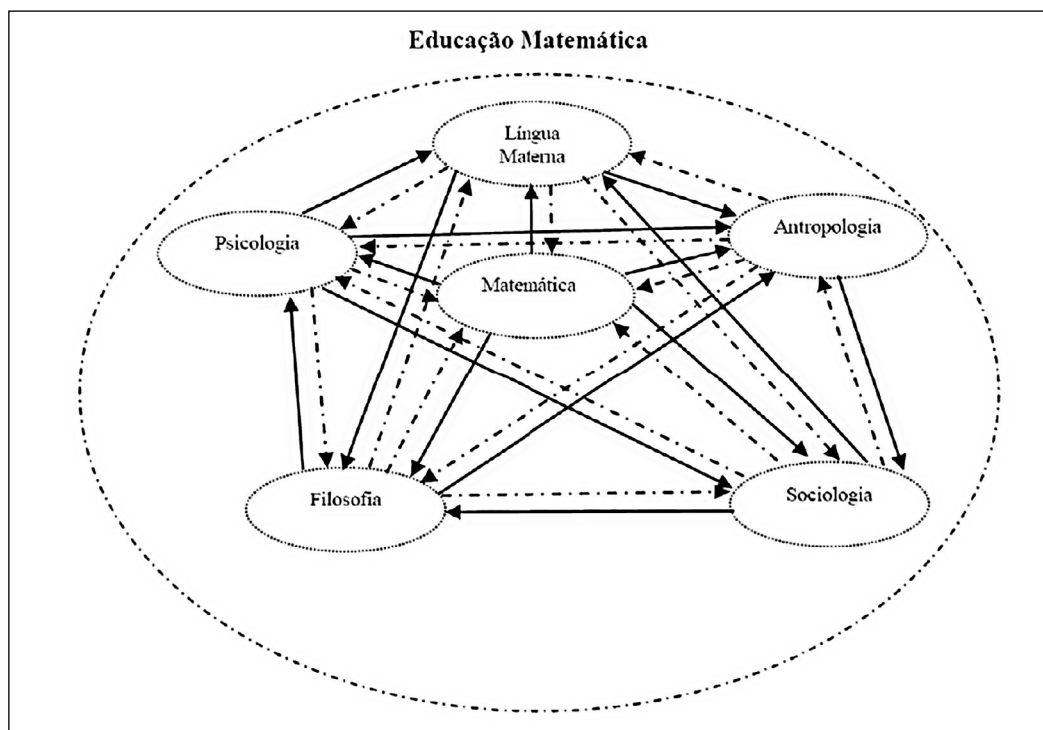 Educação Matemática
Língua
Materna
Psicologia
Antropologia
Matemática
Filosofia
Sociologia